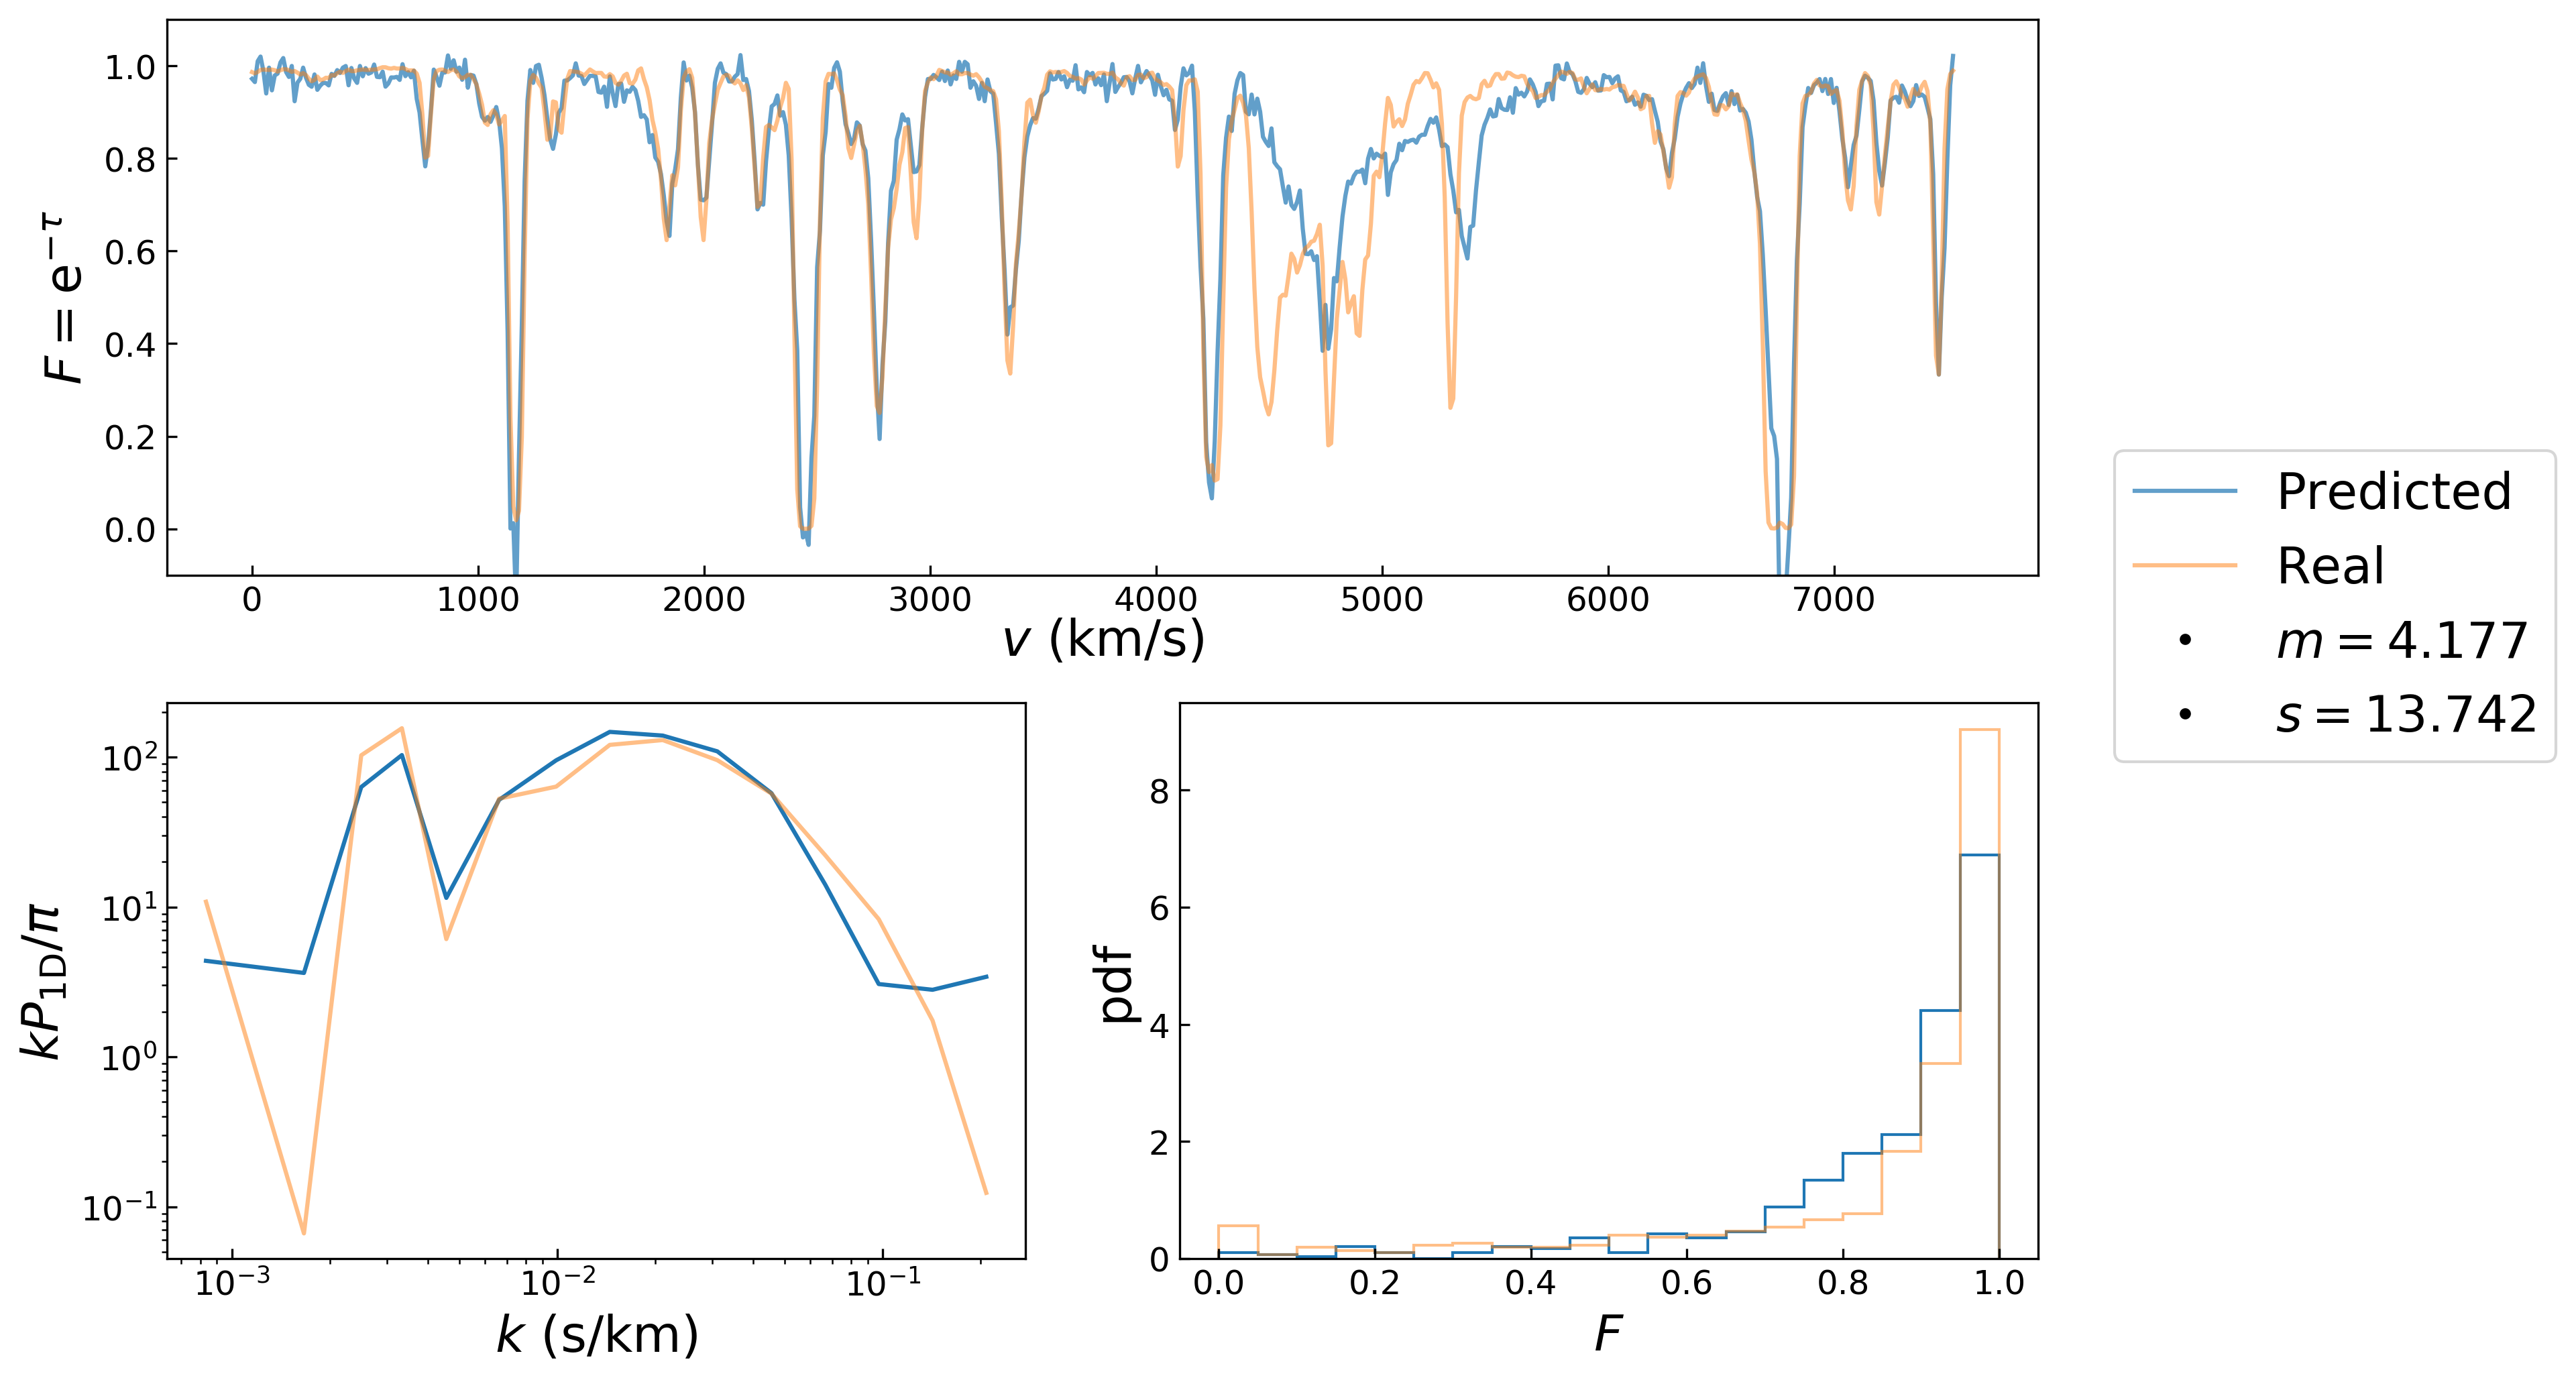 1.0
0.8
0.6
0.4
0.2
0.0
F = e^{-τ}
0 1000 2000 3000 4000 5000 6000 7000
v (km/s)
Predicted
Real
m = 4.177
s = 13.742
10^2
10^1
10^0
10^{-1}
kP_{1D}/π
10^{-3} 10^{-2} 10^{-1}
k (s/km)
8
6
4
2
0
pdf
0.0 0.2 0.4 0.6 0.8 1.0
F